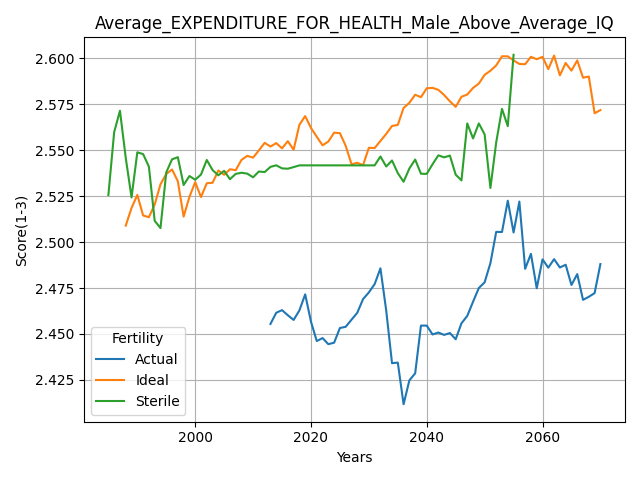 Average_EXPENDITURE_FOR_HEALTH_Male_Above_Average_IQ
Score(1-3)
2.600
2.575
2.550
2.525
2.500
2.475
2.450
2.425
Fertility
Actual
Ideal
Sterile
2000
2020
2040
2060
Years